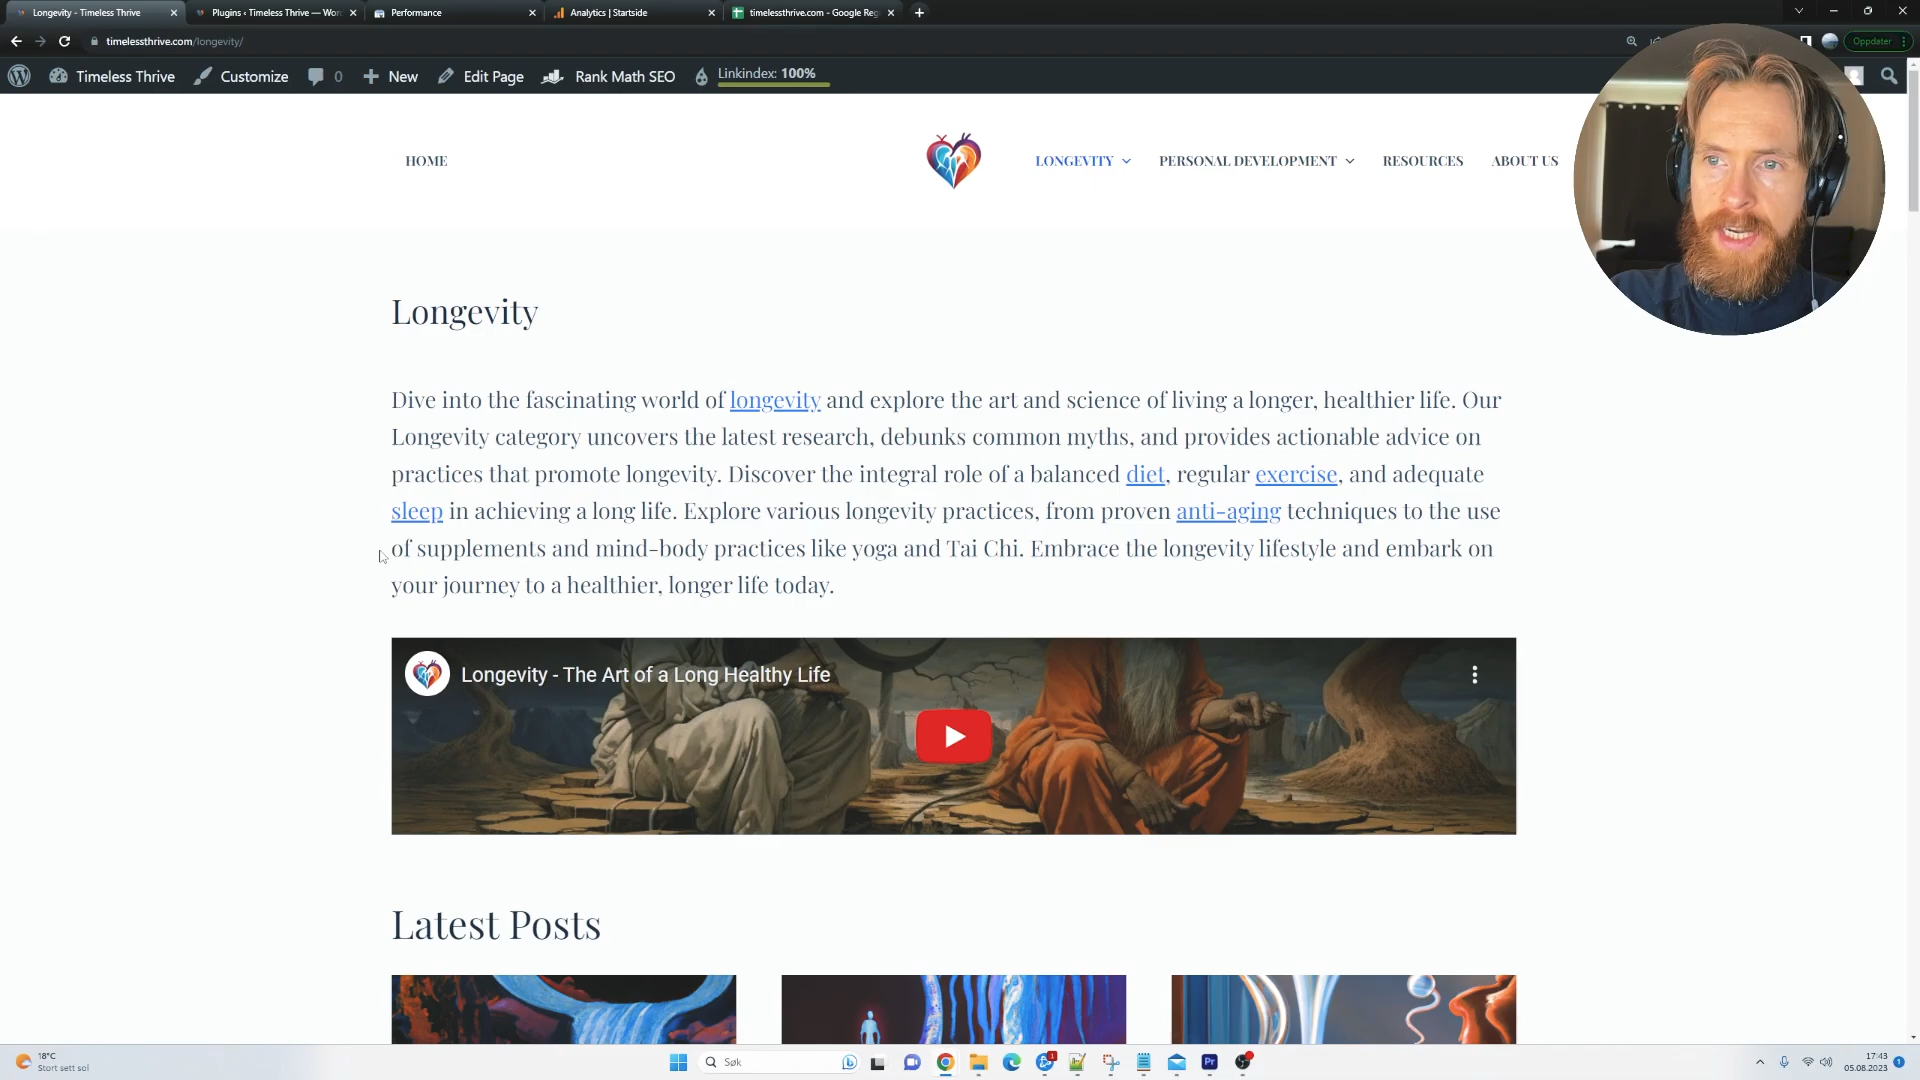 Longevity - Timeless Thrive
Plugins ‹ Timeless Thrive — Wor
Performance
Analytics | Startside
timelessthrive.com - Google Reg
timelessthrive.com/longevity/
Oppdater
Timeless Thrive
Customize
0
New
Edit Page
Rank Math SEO
Linkindex: 100%
HOME
LONGEVITY
PERSONAL DEVELOPMENT
RESOURCES
ABOUT US
Longevity
Dive into the fascinating world of longevity and explore the art and science of living a longer, healthier life. Our
Longevity category uncovers the latest research, debunks common myths, and provides actionable advice on
practices that promote longevity. Discover the integral role of a balanced diet, regular exercise, and adequate
sleep in achieving a long life. Explore various longevity practices, from proven anti-aging techniques to the use
of supplements and mind-body practices like yoga and Tai Chi. Embrace the longevity lifestyle and embark on
your journey to a healthier, longer life today.
Longevity - The Art of a Long Healthy Life
Latest Posts
18°C
Stort sett sol
Søk
1
Pr
17:43
05.08.2023
1